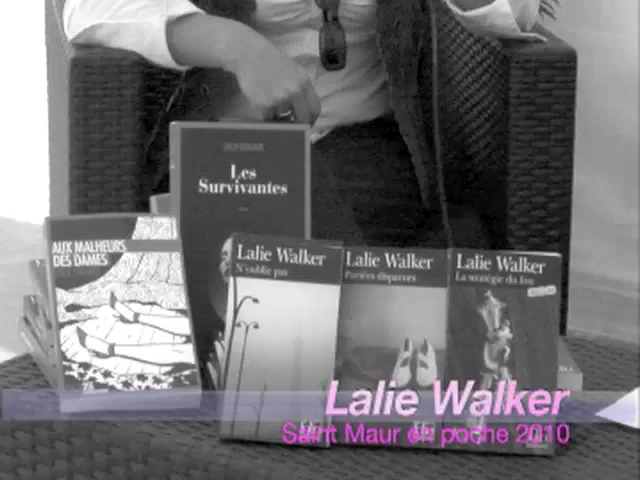 Les
Survivantes
AUX MALHEURS
DES DAMES
Lalie Walker
N'oublie pas
Lalie Walker
Portées disparues
Lalie Walker
La stratégie du fou
Lalie Walker
Saint Maur en poche 2010